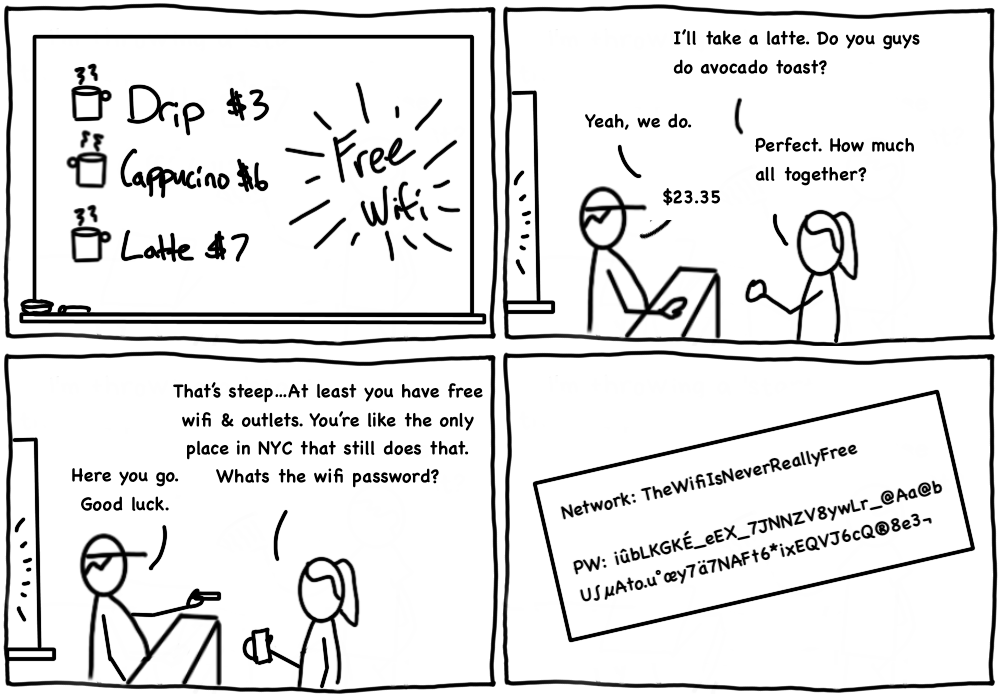 Drip $3
Cappucino $6
Latte $7
Free
Wifi
I'll take a latte. Do you guys
do avocado toast?
Yeah, we do.
Perfect. How much
all together?
$23.35
That's steep...At least you have free
wifi & outlets. You're like the only
place in NYC that still does that.
Whats the wifi password?
Here you go.
Good luck.
Network: TheWifiIsNeverReallyFree
PW: iûbLKGKÉ_eEX_7JNNZV8ywLr_@Aa@b
U∫µAto.u°œy7ä7NAFt6*ixEQVJ6cQ®8e3¬